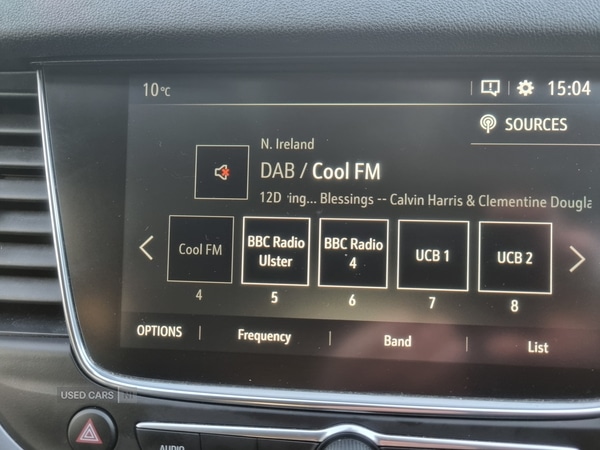 10°C
15:04
SOURCES
N. Ireland
DAB / Cool FM
12D ing... Blessings -- Calvin Harris & Clementine Dougla
Cool FM
BBC Radio
Ulster
BBC Radio
4
UCB 1
UCB 2
4 5 6 7 8
OPTIONS Frequency Band List
USED CARS
AUDIO